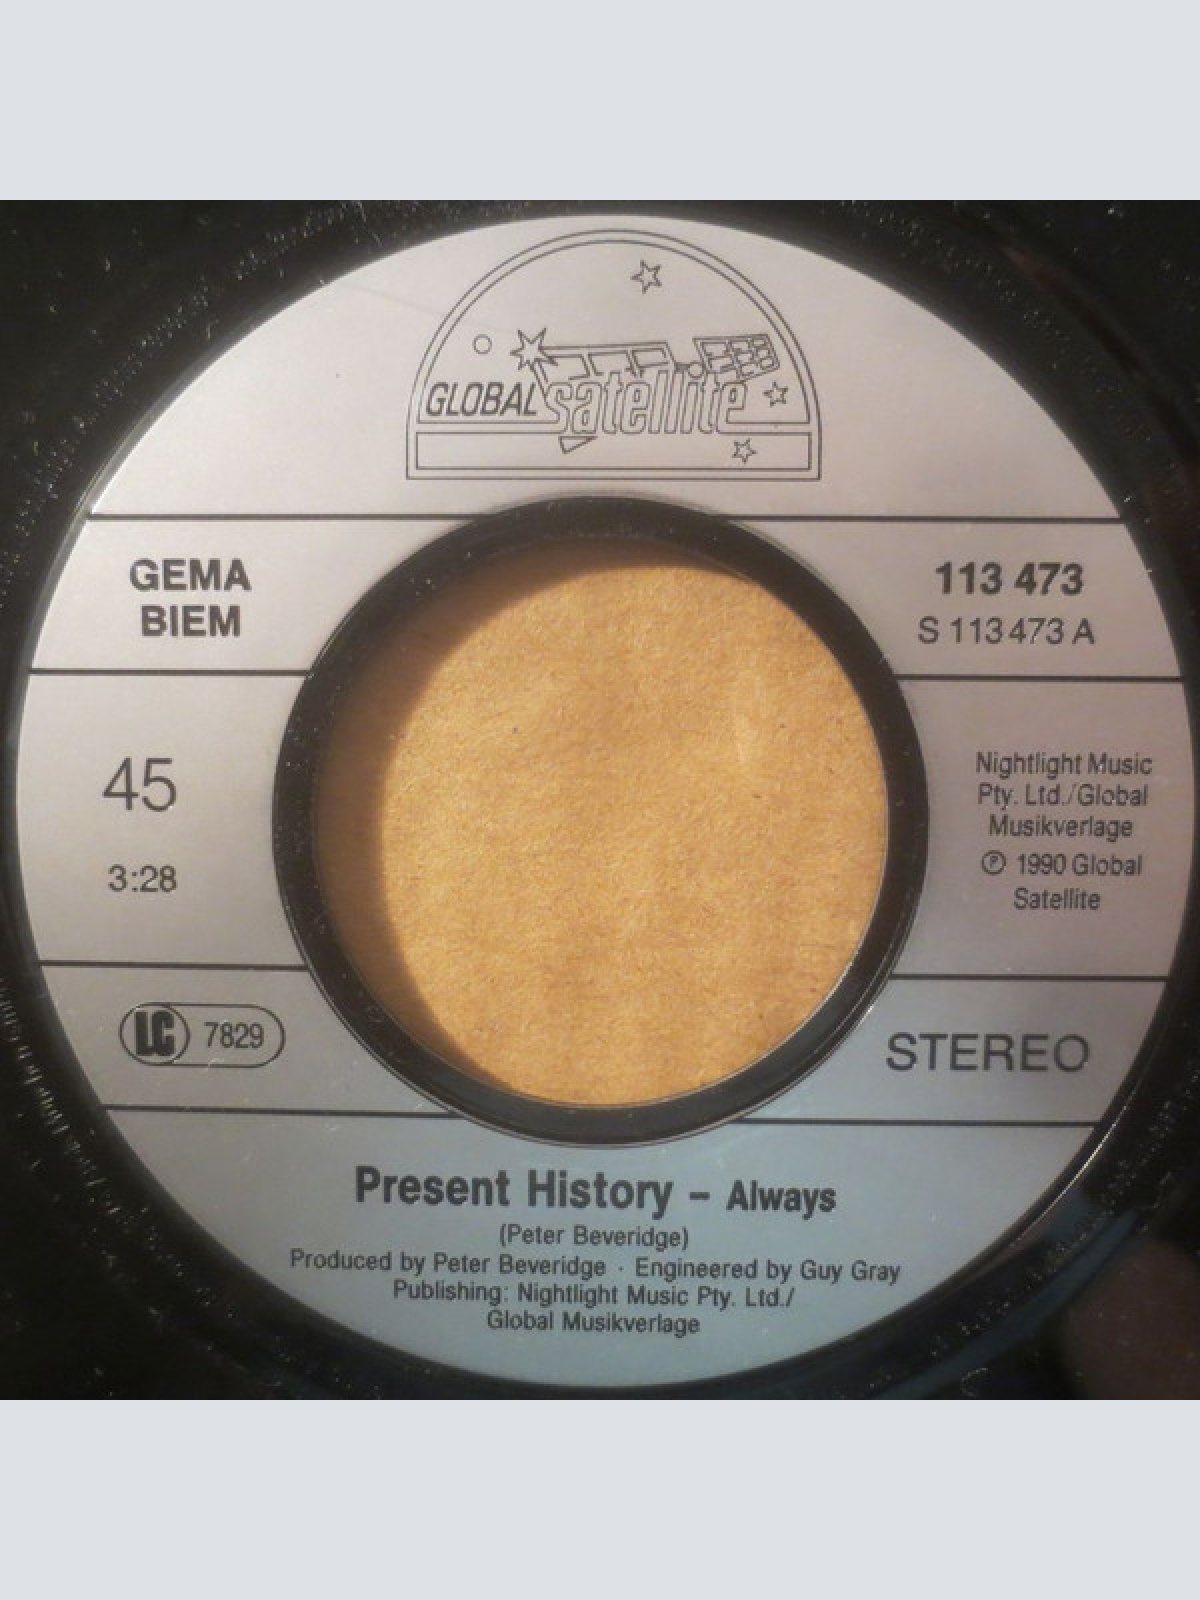 GLOBAL satellite
GEMA
BIEM
113 473
S 113 473 A
45
3:28
Nightlight Music
Pty. Ltd./Global
Musikverlage
℗ 1990 Global
Satellite
LC 7829
STEREO
Present History – Always
(Peter Beveridge)
Produced by Peter Beveridge · Engineered by Guy Gray
Publishing: Nightlight Music Pty. Ltd./
Global Musikverlage